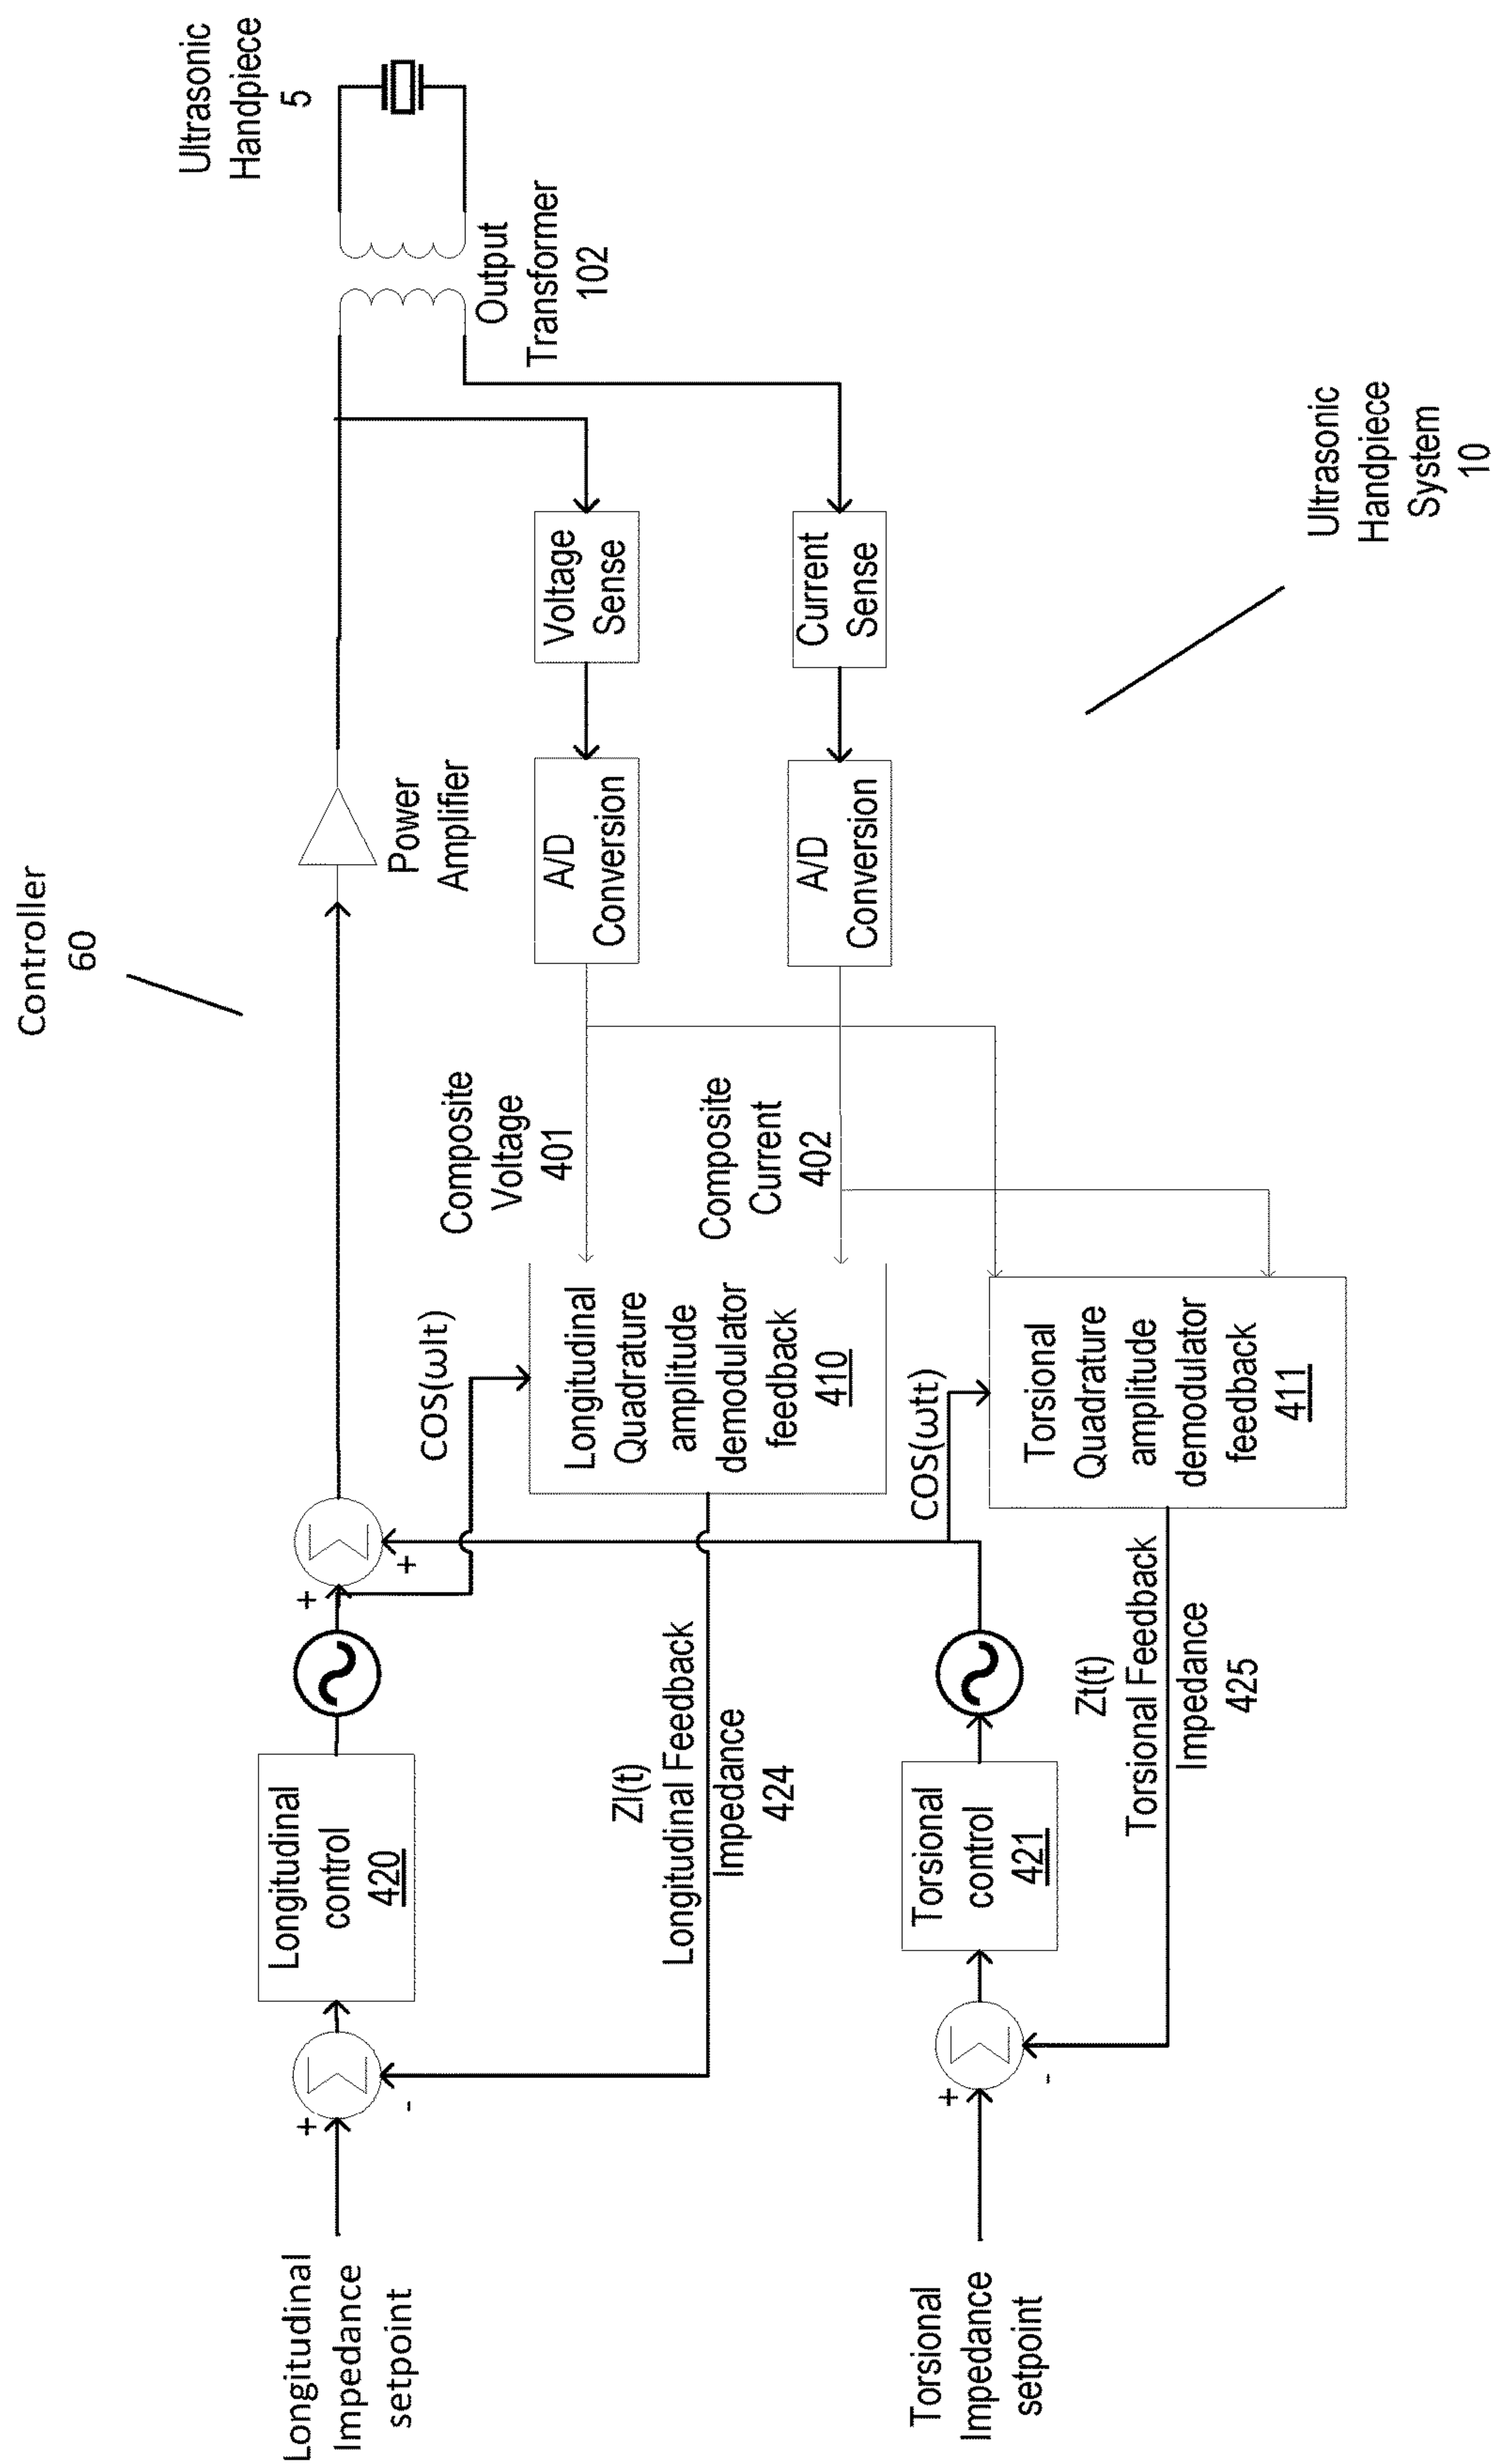 Controller
60
Ultrasonic
Handpiece
5
Output
Transformer
102
Power
Amplifier
Voltage
Sense
A/D
Conversion
Current
Sense
A/D
Conversion
Composite
Voltage
401
Composite
Current
402
+
+
Σ
COS(ωlt)
Longitudinal
Quadrature
amplitude
demodulator
feedback
410
COS(ωtt)
Torsional
Quadrature
amplitude
demodulator
feedback
411
Longitudinal
Impedance
setpoint
+
-
Σ
Longitudinal
control
420
Zl(t)
Longitudinal Feedback
Impedance
424
Torsional
Impedance
setpoint
+
-
Σ
Torsional
control
421
Zt(t)
Torsional Feedback
Impedance
425
Ultrasonic
Handpiece
System
10